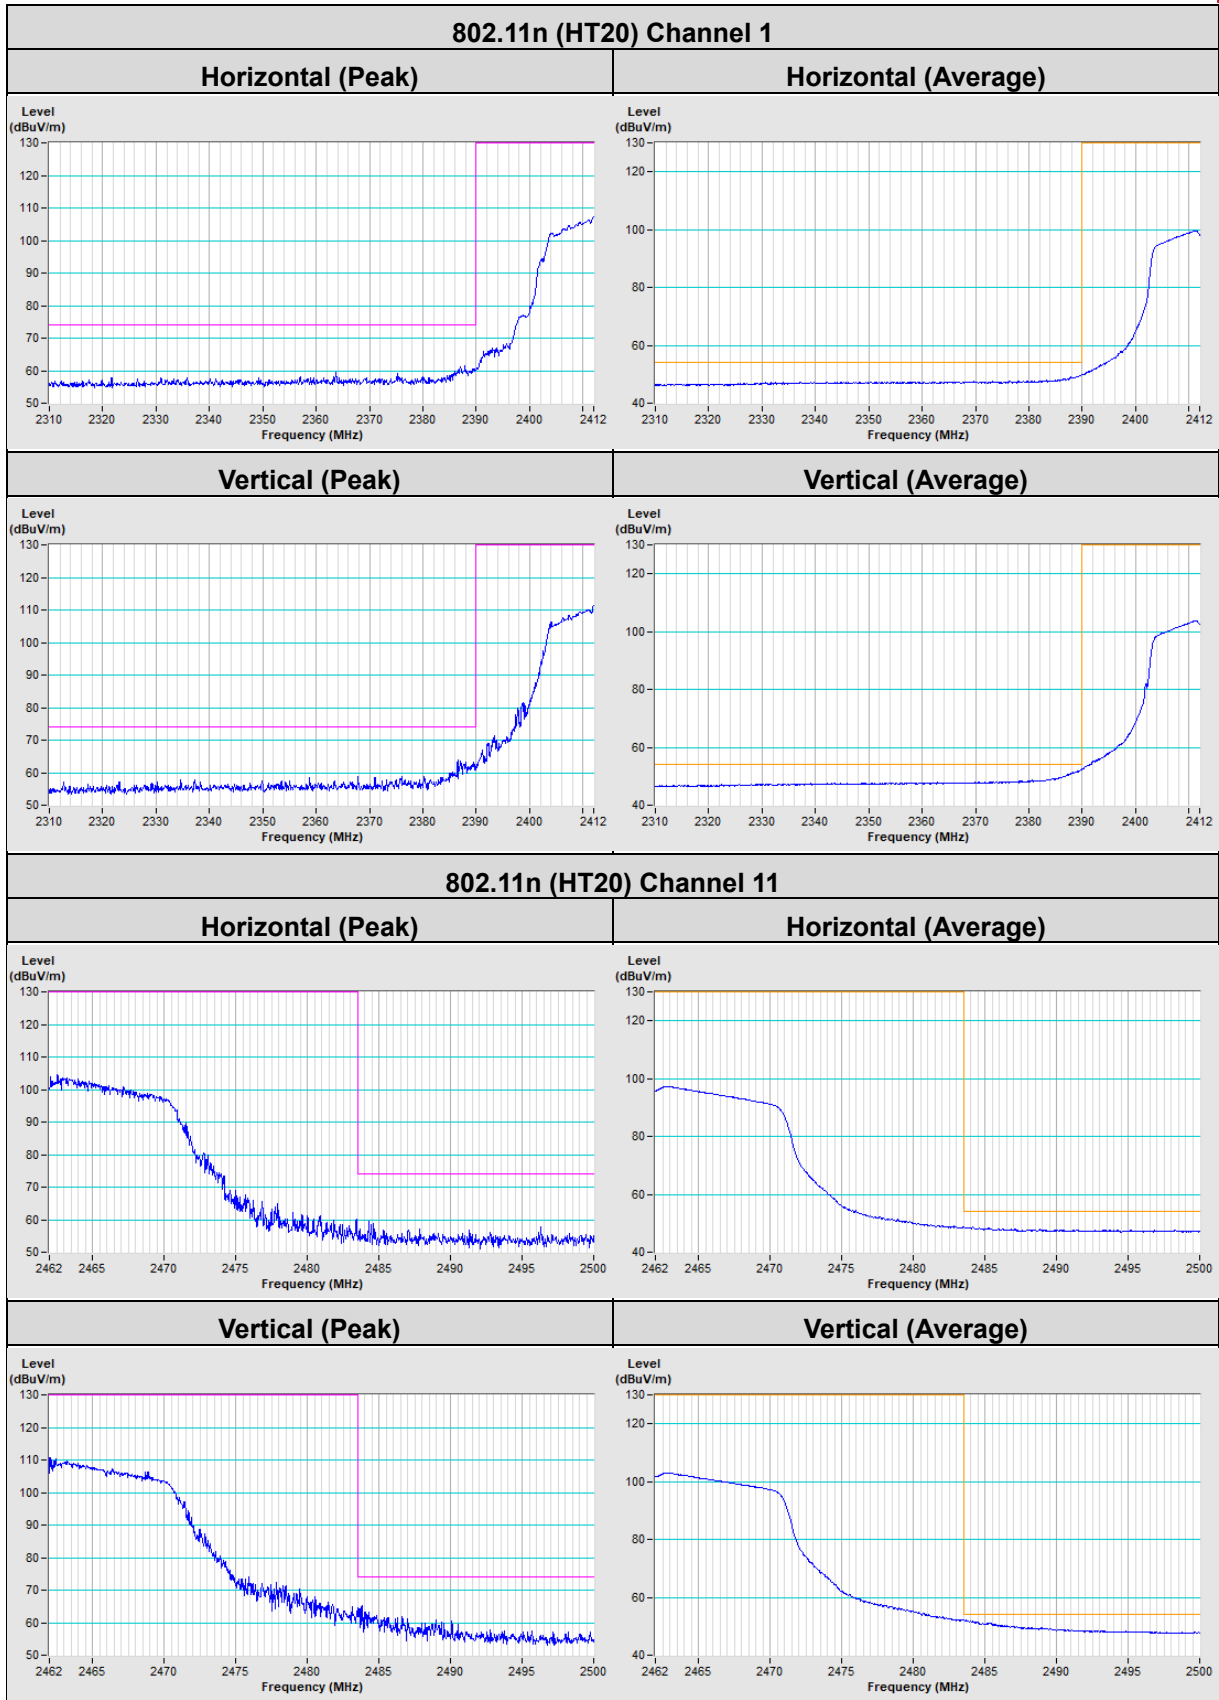 802.11n (HT20) Channel 1
Horizontal (Peak) Horizontal (Average)
Level
(dBuV/m)
130
120
110
100
90
80
70
60
50
2310 2320 2330 2340 2350 2360 2370 2380 2390 2400 2412
Frequency (MHz)
Level
(dBuV/m)
130
120
100
80
60
40
2310 2320 2330 2340 2350 2360 2370 2380 2390 2400 2412
Frequency (MHz)
Vertical (Peak) Vertical (Average)
Level
(dBuV/m)
130
120
110
100
90
80
70
60
50
2310 2320 2330 2340 2350 2360 2370 2380 2390 2400 2412
Frequency (MHz)
Level
(dBuV/m)
130
120
100
80
60
40
2310 2320 2330 2340 2350 2360 2370 2380 2390 2400 2412
Frequency (MHz)
802.11n (HT20) Channel 11
Horizontal (Peak) Horizontal (Average)
Level
(dBuV/m)
130
120
110
100
90
80
70
60
50
2462 2465 2470 2475 2480 2485 2490 2495 2500
Frequency (MHz)
Level
(dBuV/m)
130
120
100
80
60
40
2462 2465 2470 2475 2480 2485 2490 2495 2500
Frequency (MHz)
Vertical (Peak) Vertical (Average)
Level
(dBuV/m)
130
120
110
100
90
80
70
60
50
2462 2465 2470 2475 2480 2485 2490 2495 2500
Frequency (MHz)
Level
(dBuV/m)
130
120
100
80
60
40
2462 2465 2470 2475 2480 2485 2490 2495 2500
Frequency (MHz)